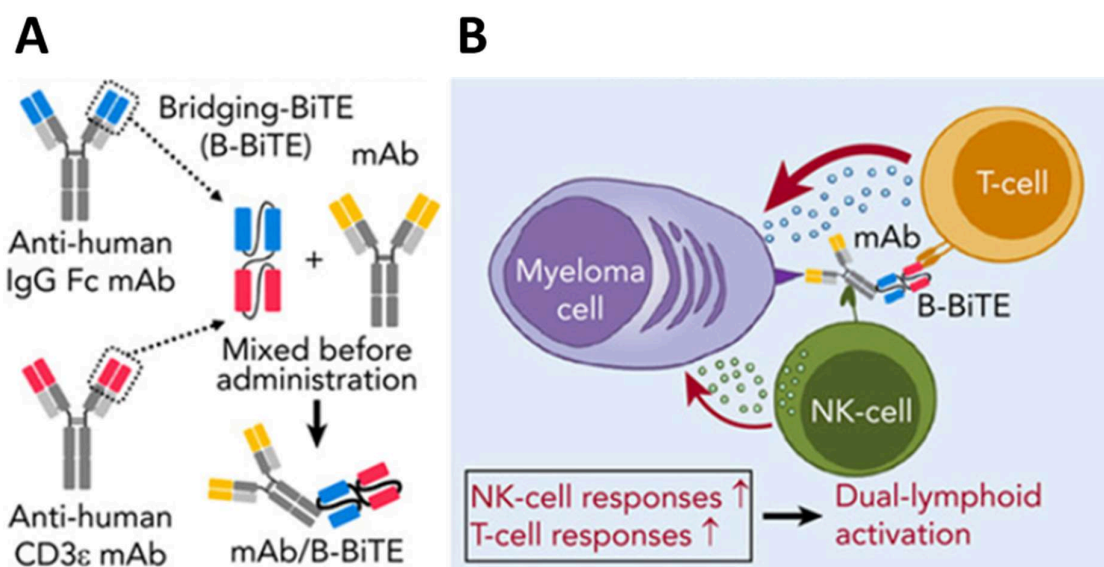 A
Bridging-BiTE
(B-BiTE)
mAb
Anti-human
IgG Fc mAb
+
Mixed before
administration
Anti-human
CD3ε mAb
mAb/B-BiTE
B
T-cell
mAb
Myeloma
cell
B-BiTE
NK-cell
NK-cell responses ↑
T-cell responses ↑
Dual-lymphoid
activation